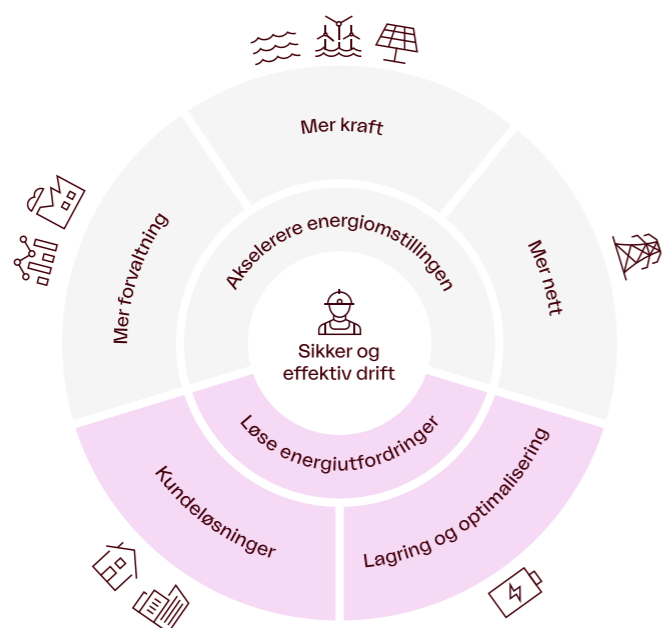 Mer kraft
Mer forvaltning
Akselerere energiomstillingen
Mer nett
Sikker og
effektiv drift
Løse energiutfordringer
Kundeløsninger
Lagring og optimalisering